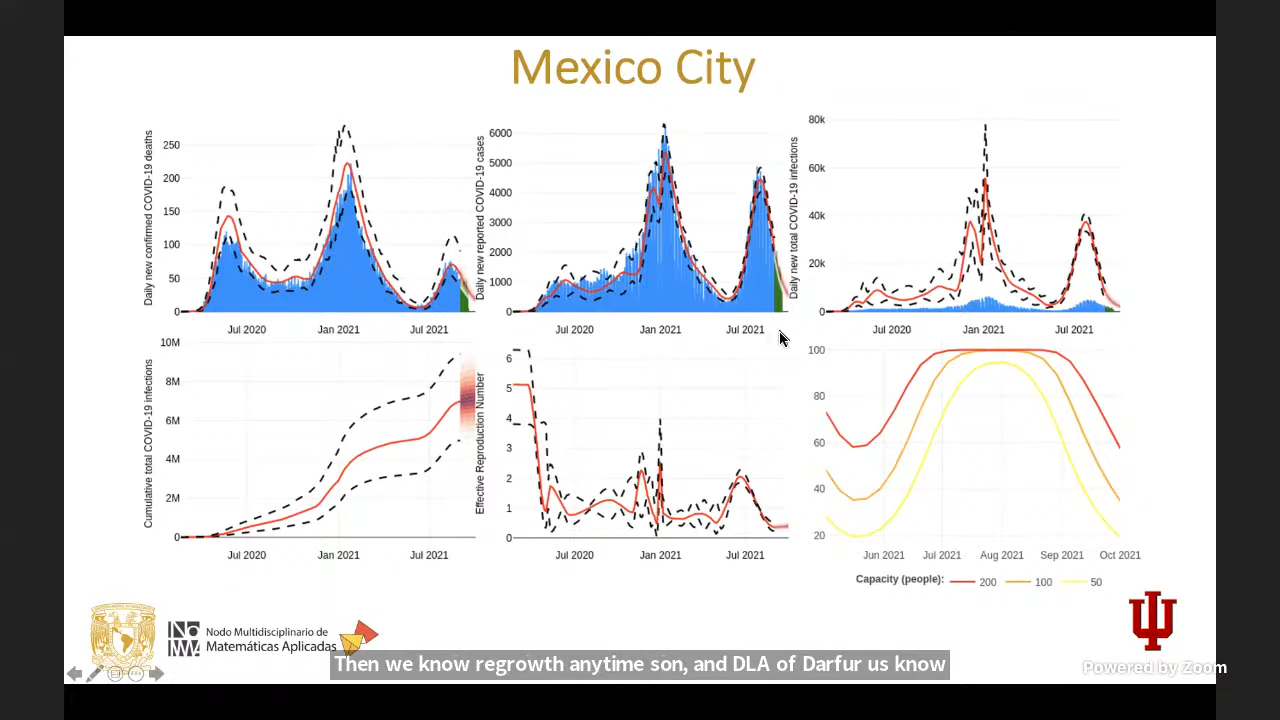 Mexico City
Daily new confirmed COVID-19 deaths
250
200
150
100
50
0
Jul 2020
Jan 2021
Jul 2021
Daily new reported COVID-19 cases
6000
5000
4000
3000
2000
1000
0
Jul 2020
Jan 2021
Jul 2021
Daily new total COVID-19 infections
80k
60k
40k
20k
0
Jul 2020
Jan 2021
Jul 2021
Cumulative total COVID-19 infections
10M
8M
6M
4M
2M
0
Jul 2020
Jan 2021
Jul 2021
Effective Reproduction Number
6
5
4
3
2
1
0
Jul 2020
Jan 2021
Jul 2021
100
80
60
40
20
Jun 2021
Jul 2021
Aug 2021
Sep 2021
Oct 2021
Capacity (people): 200 100 50
Nodo Multidisciplinario de
Matemáticas Aplicadas
Then we know regrowth anytime son, and DLA of Darfur us know
Powered by Zoom